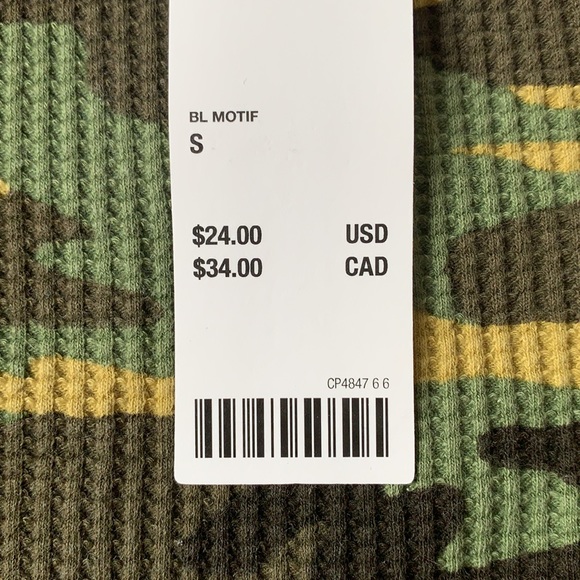 BL MOTIF
S
$24.00 USD
$34.00 CAD
CP4847 6 6